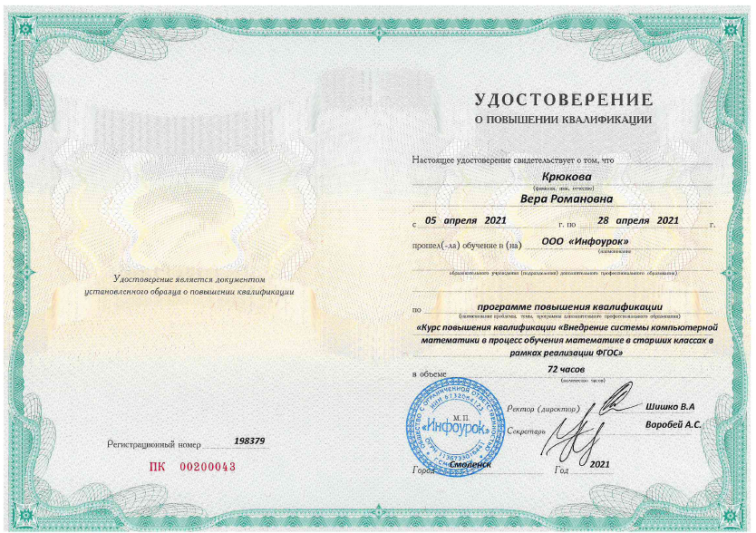 Удостоверение является документом
установленного образца о повышении квалификации
Регистрационный номер 198379
ПК 00200043
УДОСТОВЕРЕНИЕ
О ПОВЫШЕНИИ КВАЛИФИКАЦИИ
Настоящее удостоверение свидетельствует о том, что
Крюкова
(фамилия, имя, отчество)
Вера Романовна
с 05 апреля 2021 г. по 28 апреля 2021 г.
прошел(-ла) обучение в (на) ООО «Инфоурок»
(наименование)
образовательного учреждения (подразделения) дополнительного профессионального образования)
по программе повышения квалификации
(наименование проблемы, темы, программы дополнительного профессионального образования)
«Курс повышения квалификации «Внедрение системы компьютерной
математики в процесс обучения математике в старших классах в
рамках реализации ФГОС»
в объеме 72 часов
(количество часов)
М.П.
«Инфоурок»
ОБЩЕСТВО С ОГРАНИЧЕННОЙ ОТВЕТСТВЕННОСТЬЮ
Ректор (директор) Шишко В.А
Секретарь Воробей А.С.
Город Смоленск Год 2021